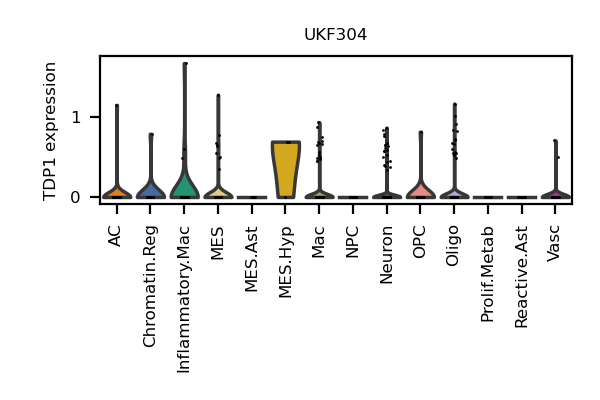 UKF304
TDP1 expression
1
0
AC
Chromatin.Reg
Inflammatory.Mac
MES
MES.Ast
MES.Hyp
Mac
NPC
Neuron
OPC
Oligo
Prolif.Metab
Reactive.Ast
Vasc